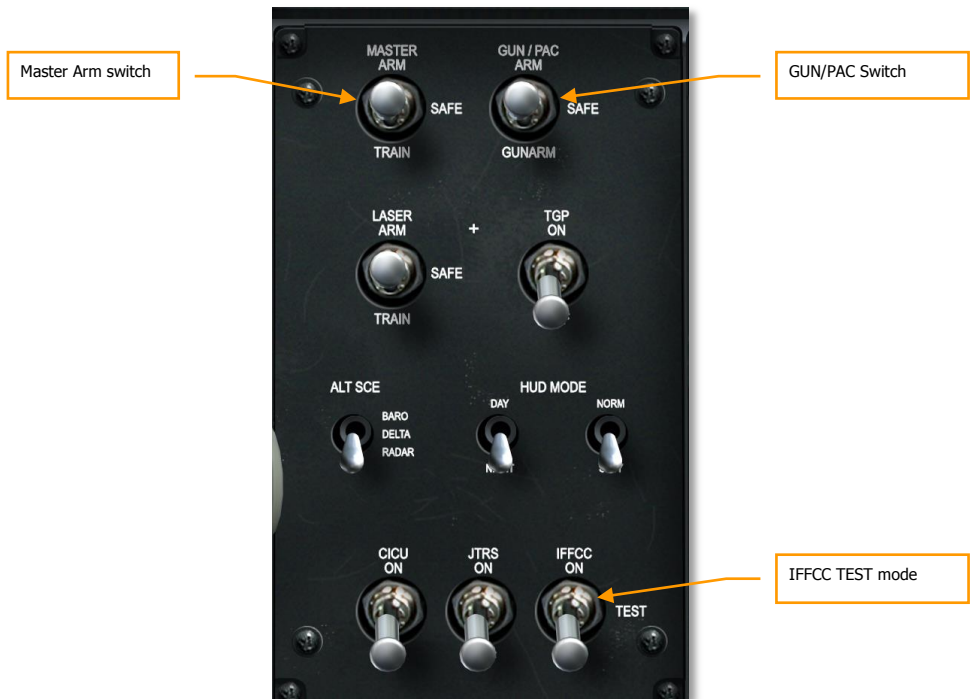 Master Arm switch
GUN/PAC Switch
MASTER
ARM
SAFE
TRAIN
GUN / PAC
ARM
SAFE
GUNARM
LASER
ARM
SAFE
TRAIN
+
TGP
ON
ALT SCE
BARO
DELTA
RADAR
HUD MODE
DAY
NORM
CICU
ON
JTRS
ON
IFFCC
ON
TEST
IFFCC TEST mode